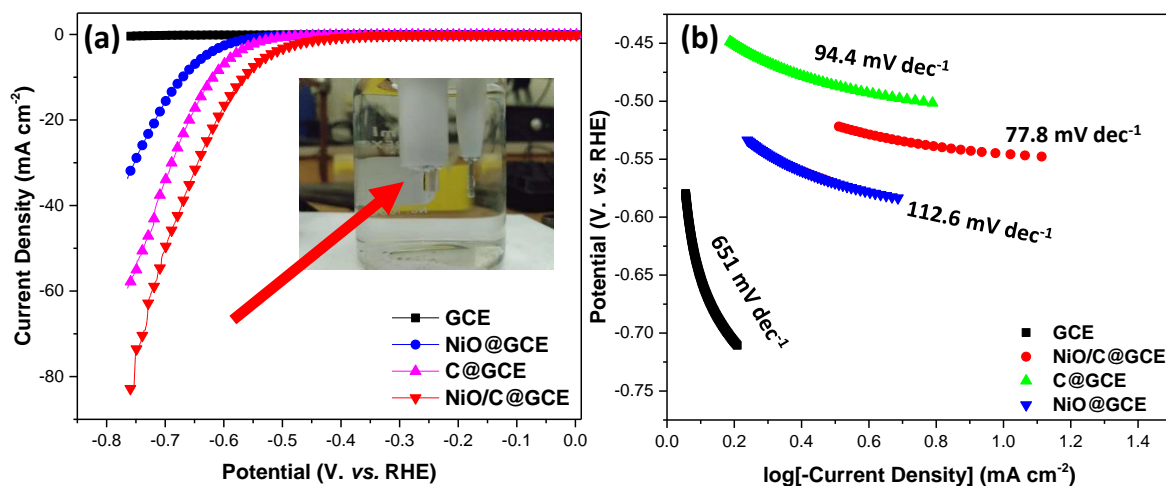 (a)
0
-20
-40
-60
-80
Current Density (mA cm⁻²)
GCE
NiO@GCE
C@GCE
NiO/C@GCE
-0.8 -0.7 -0.6 -0.5 -0.4 -0.3 -0.2 -0.1 0.0
Potential (V. vs. RHE)
(b)
-0.45
-0.50
-0.55
-0.60
-0.65
-0.70
-0.75
Potential (V. vs. RHE)
94.4 mV dec⁻¹
77.8 mV dec⁻¹
112.6 mV dec⁻¹
651 mV dec⁻¹
GCE
NiO/C@GCE
C@GCE
NiO@GCE
0.0 0.2 0.4 0.6 0.8 1.0 1.2 1.4
log[-Current Density] (mA cm⁻²)